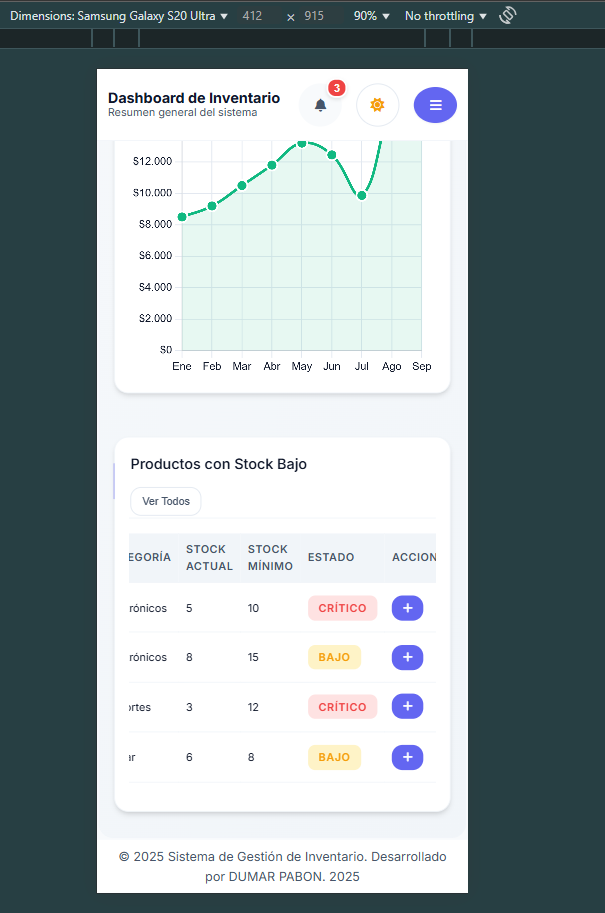 Dimensions: Samsung Galaxy S20 Ultra ▼ 412 × 915 90% ▼ No throttling ▼
Dashboard de Inventario
Resumen general del sistema
3
$12.000
$10.000
$8.000
$6.000
$4.000
$2.000
$0
Ene Feb Mar Abr May Jun Jul Ago Sep
Productos con Stock Bajo
Ver Todos
EGORÍA STOCK ACTUAL STOCK MÍNIMO ESTADO ACCION
rónicos 5 10 CRÍTICO +
rónicos 8 15 BAJO +
ortes 3 12 CRÍTICO +
ar 6 8 BAJO +
© 2025 Sistema de Gestión de Inventario. Desarrollado
por DUMAR PABON. 2025